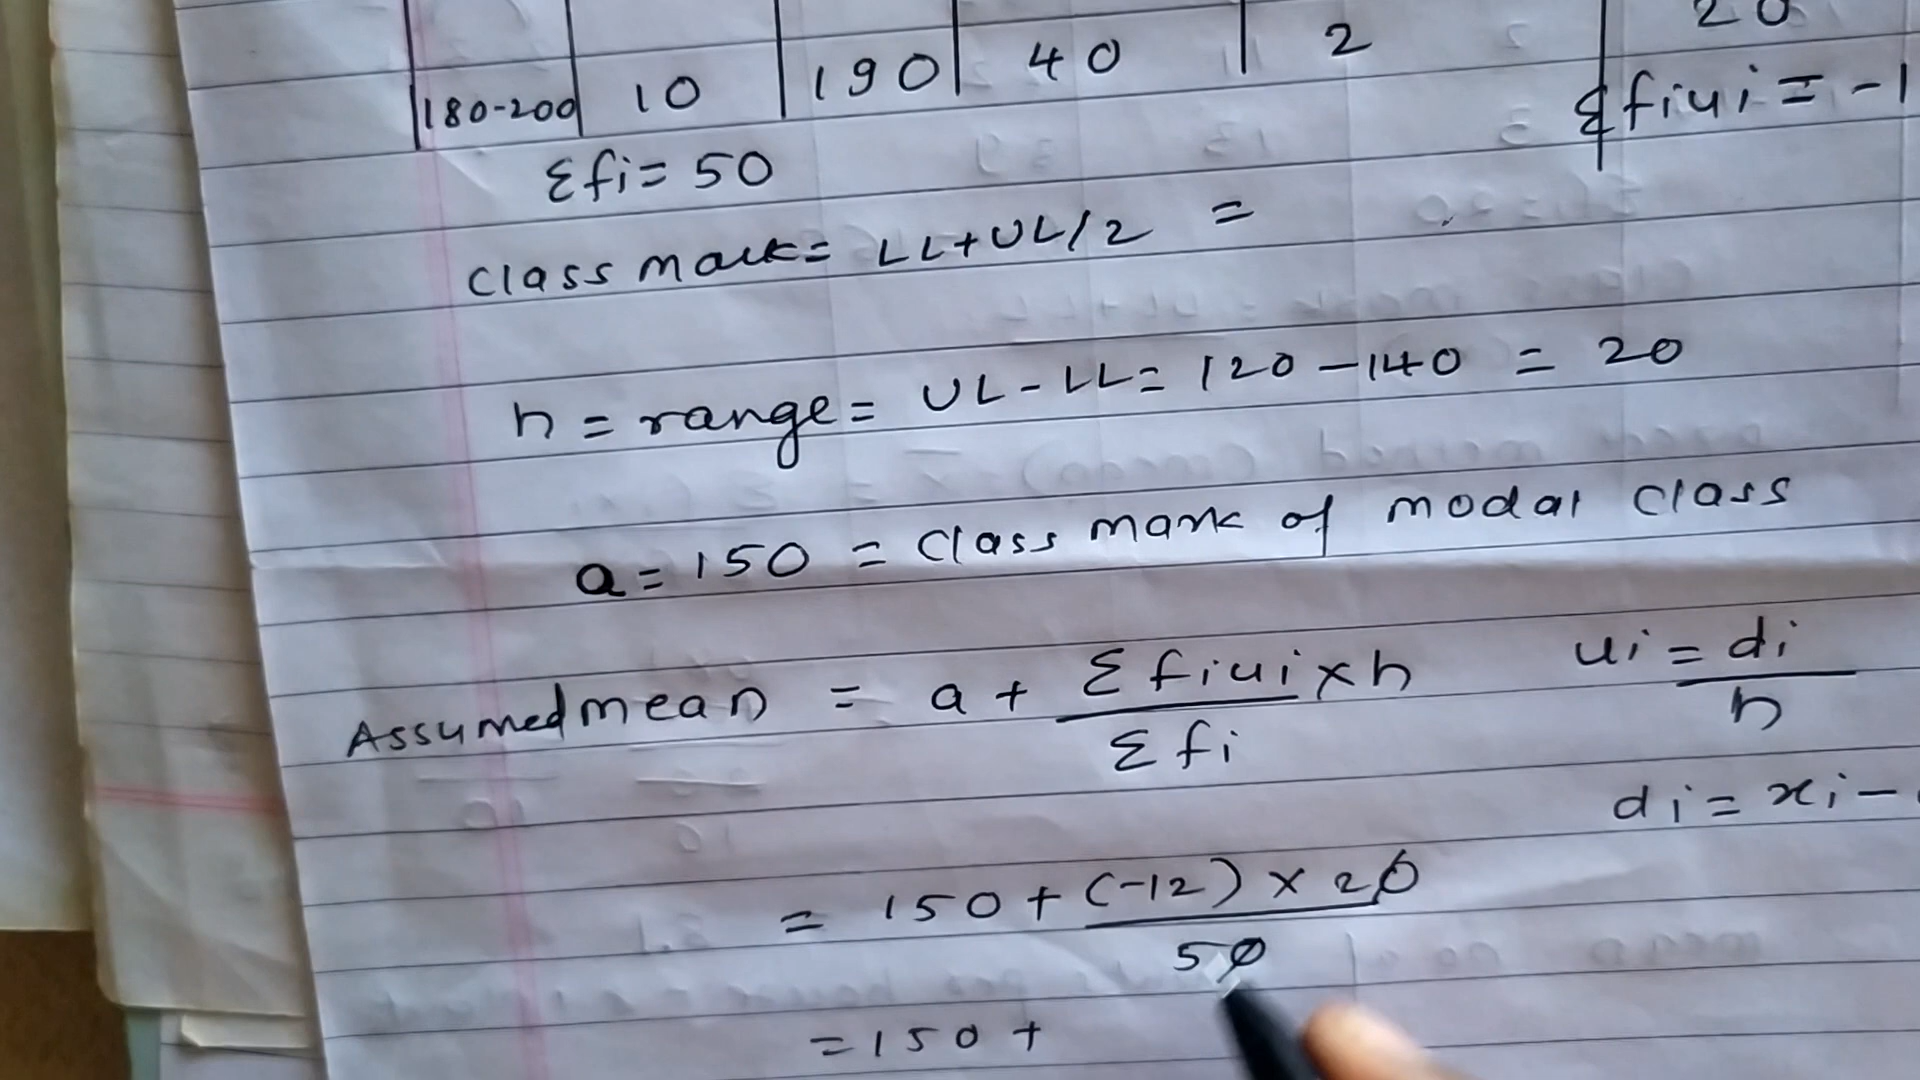 20
180-200 10 190 40 2
Σfiui = -1
Σfi = 50
Class mark = LL+UL/2 =
h = range = UL - LL = 120 - 140 = 20
a = 150 = class mark of modal class
Assumed mean = a + Σfiui × h ui = di
Σfi h
di = xi -
= 150 + (-12) × 20
50
= 150 +